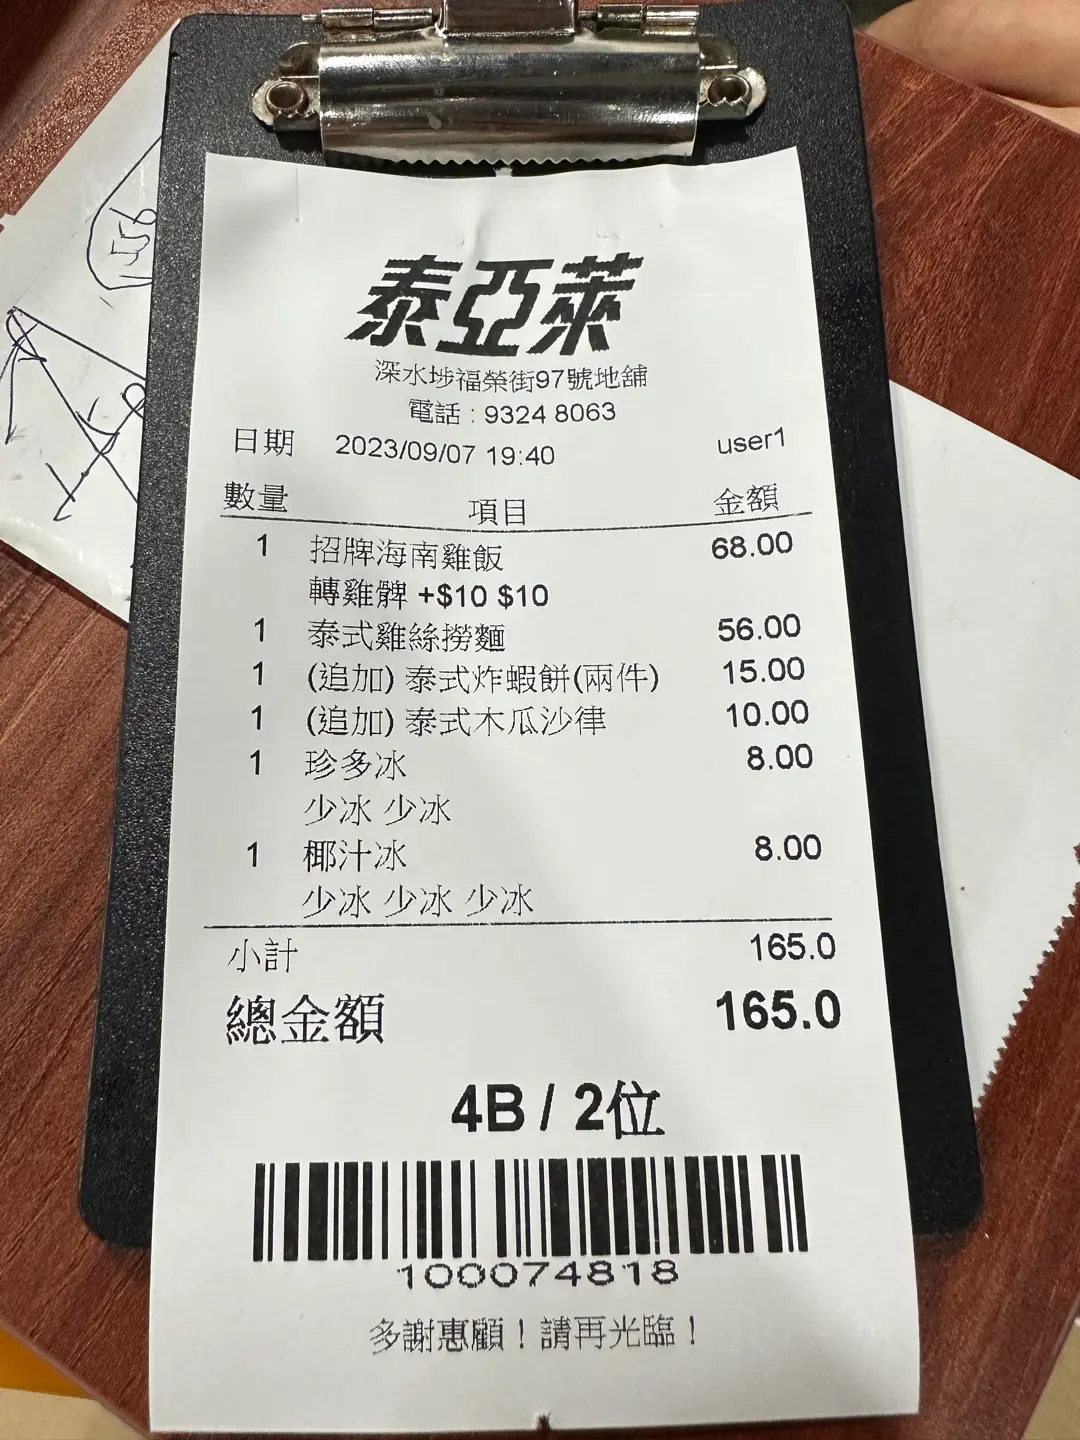 泰亞萊
深水埗福榮街97號地舖
電話 : 9324 8063
日期 2023/09/07 19:40 user1
數量 項目 金額
1 招牌海南雞飯 68.00
轉雞髀 +$10 $10
1 泰式雞絲撈麵 56.00
1 (追加) 泰式炸蝦餅(兩件) 15.00
1 (追加) 泰式木瓜沙律 10.00
1 珍多冰 8.00
少冰 少冰
1 椰汁冰 8.00
少冰 少冰 少冰
小計 165.0
總金額 165.0
4B / 2位
100074818
多謝惠顧！請再光臨！